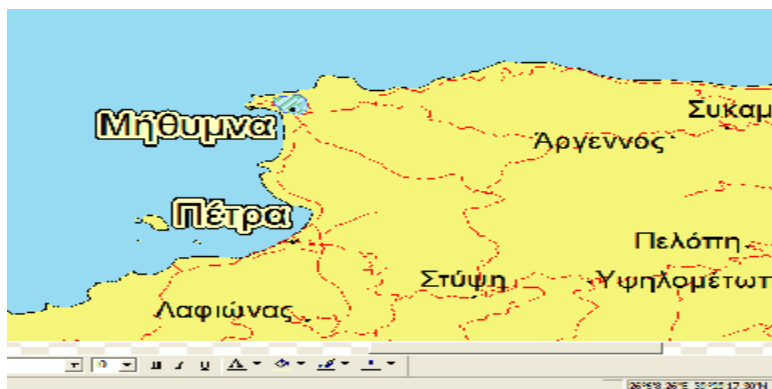 Μήθυμνα
Συκαμ
Άργεννος
Πέτρα
Πελόπη
Στύψη
Υψηλομέτωπ
Λαφιώνας
U A